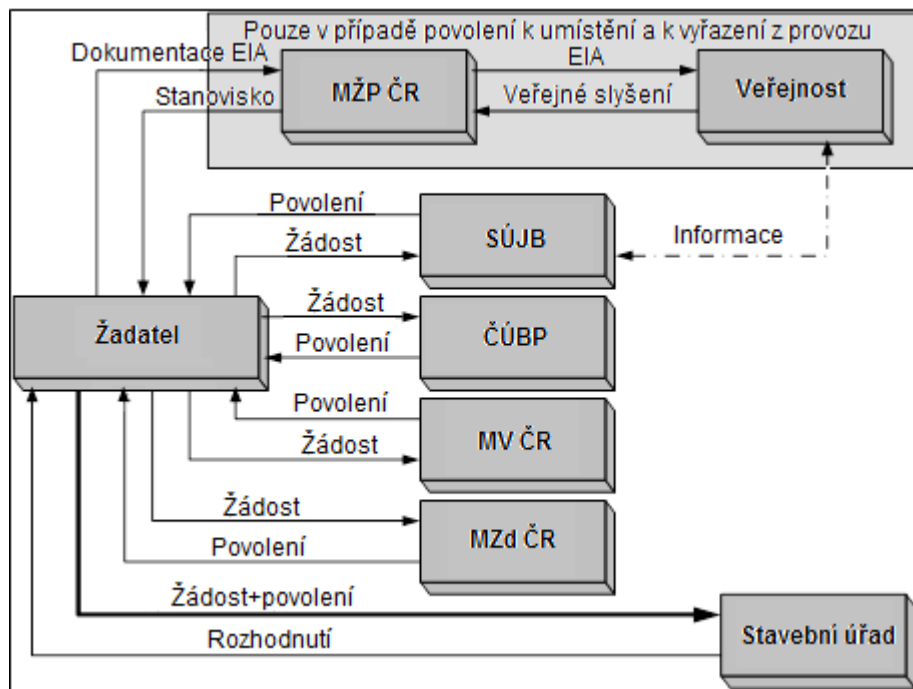 Pouze v případě povolení k umístění a k vyřazení z provozu
Dokumentace EIA
EIA
MŽP ČR
Veřejnost
Stanovisko
Veřejné slyšení
Povolení
SÚJB
Informace
Žádost
Žadatel
Žádost
ČÚBP
Povolení
Povolení
MV ČR
Žádost
Žádost
MZd ČR
Povolení
Žádost+povolení
Stavební úřad
Rozhodnutí